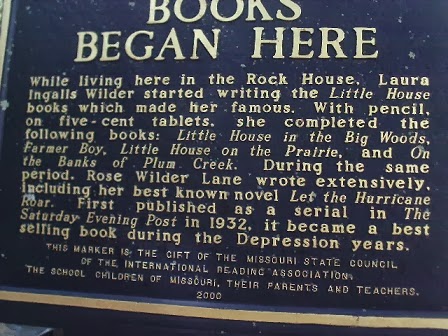 BOOKS
BEGAN HERE
While living here in the Rock House, Laura
Ingalls Wilder started writing the Little House
books which made her famous. With pencil,
on five-cent tablets, she completed the
following books: Little House in the Big Woods,
Farmer Boy, Little House on the Prairie, and On
the Banks of Plum Creek. During the same
period, Rose Wilder Lane wrote extensively,
including her best known novel Let the Hurricane
Roar. First published as a serial in The
Saturday Evening Post in 1932, it became a best
selling book during the Depression years.
THIS MARKER IS THE GIFT OF THE MISSOURI STATE COUNCIL
OF THE INTERNATIONAL READING ASSOCIATION,
THE SCHOOL CHILDREN OF MISSOURI, THEIR PARENTS AND TEACHERS.
2000